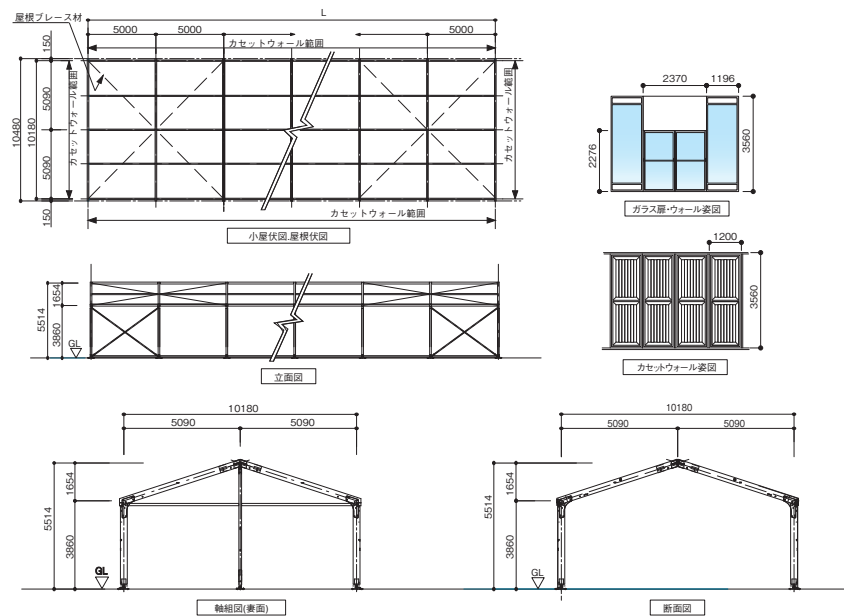 屋根ブレース材
L
5000
5000
5000
カセットウォール範囲
150
5090
5090
150
10180
10480
カセットウォール範囲
カセットウォール範囲
カセットウォール範囲
小屋伏図.屋根伏図
2370
1196
2276
3560
ガラス扉・ウォール姿図
1200
3560
カセットウォール姿図
1654
3860
5514
GL
立面図
10180
5090
5090
1654
3860
5514
GL
軸組図(妻面)
10180
5090
5090
1654
3860
5514
GL
断面図